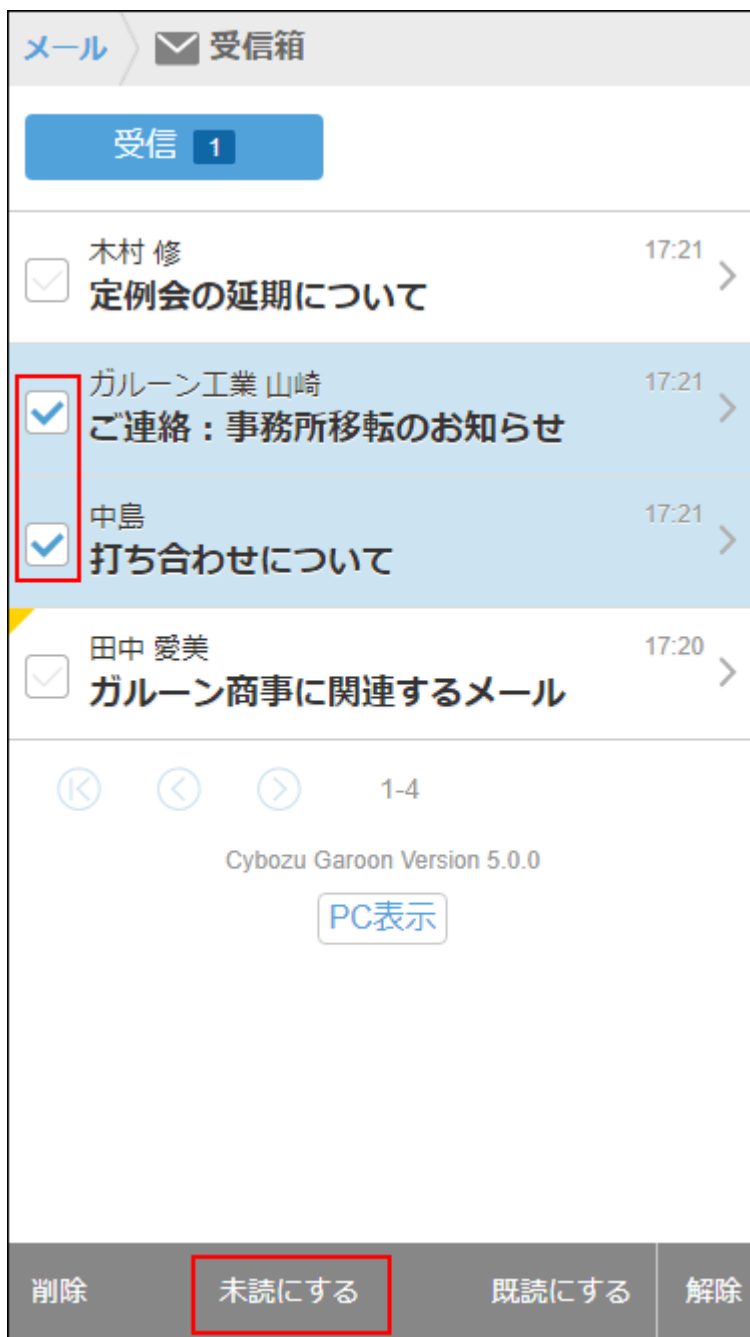 メール 受信箱
受信 1
木村 修 17:21
定例会の延期について
ガルーン工業 山崎 17:21
ご連絡：事務所移転のお知らせ
中島 17:21
打ち合わせについて
田中 愛美 17:20
ガルーン商事に関連するメール
1-4
Cybozu Garoon Version 5.0.0
PC表示
削除 未読にする 既読にする 解除